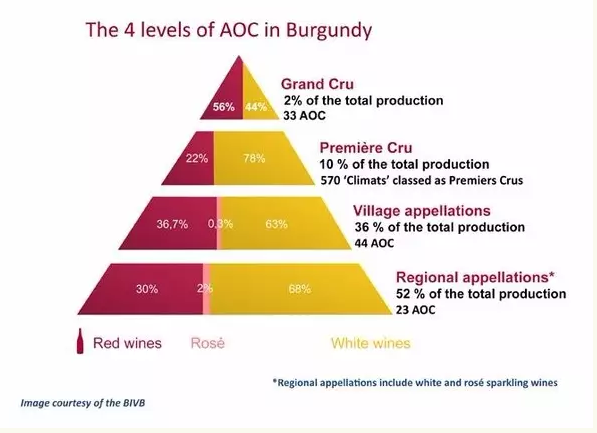 The 4 levels of AOC in Burgundy
Grand Cru
56% 44%
2% of the total production
33 AOC
Première Cru
22% 78%
10 % of the total production
570 ‘Climats’ classed as Premiers Crus
Village appellations
36,7% 0,3% 63%
36 % of the total production
44 AOC
Regional appellations*
30% 2% 68%
52 % of the total production
23 AOC
Red wines Rosé White wines
*Regional appellations include white and rosé sparkling wines
Image courtesy of the BIVB